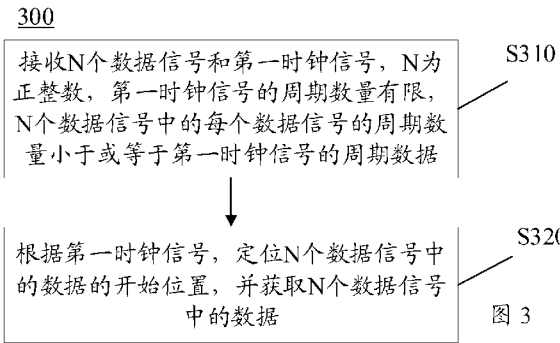 300
接收N个数据信号和第一时钟信号，N为
正整数，第一时钟信号的周期数量有限，
N个数据信号中的每个数据信号的周期数
量小于或等于第一时钟信号的周期数据
S310
根据第一时钟信号，定位N个数据信号中
的数据的开始位置，并获取N个数据信号
中的数据
S320
图 3